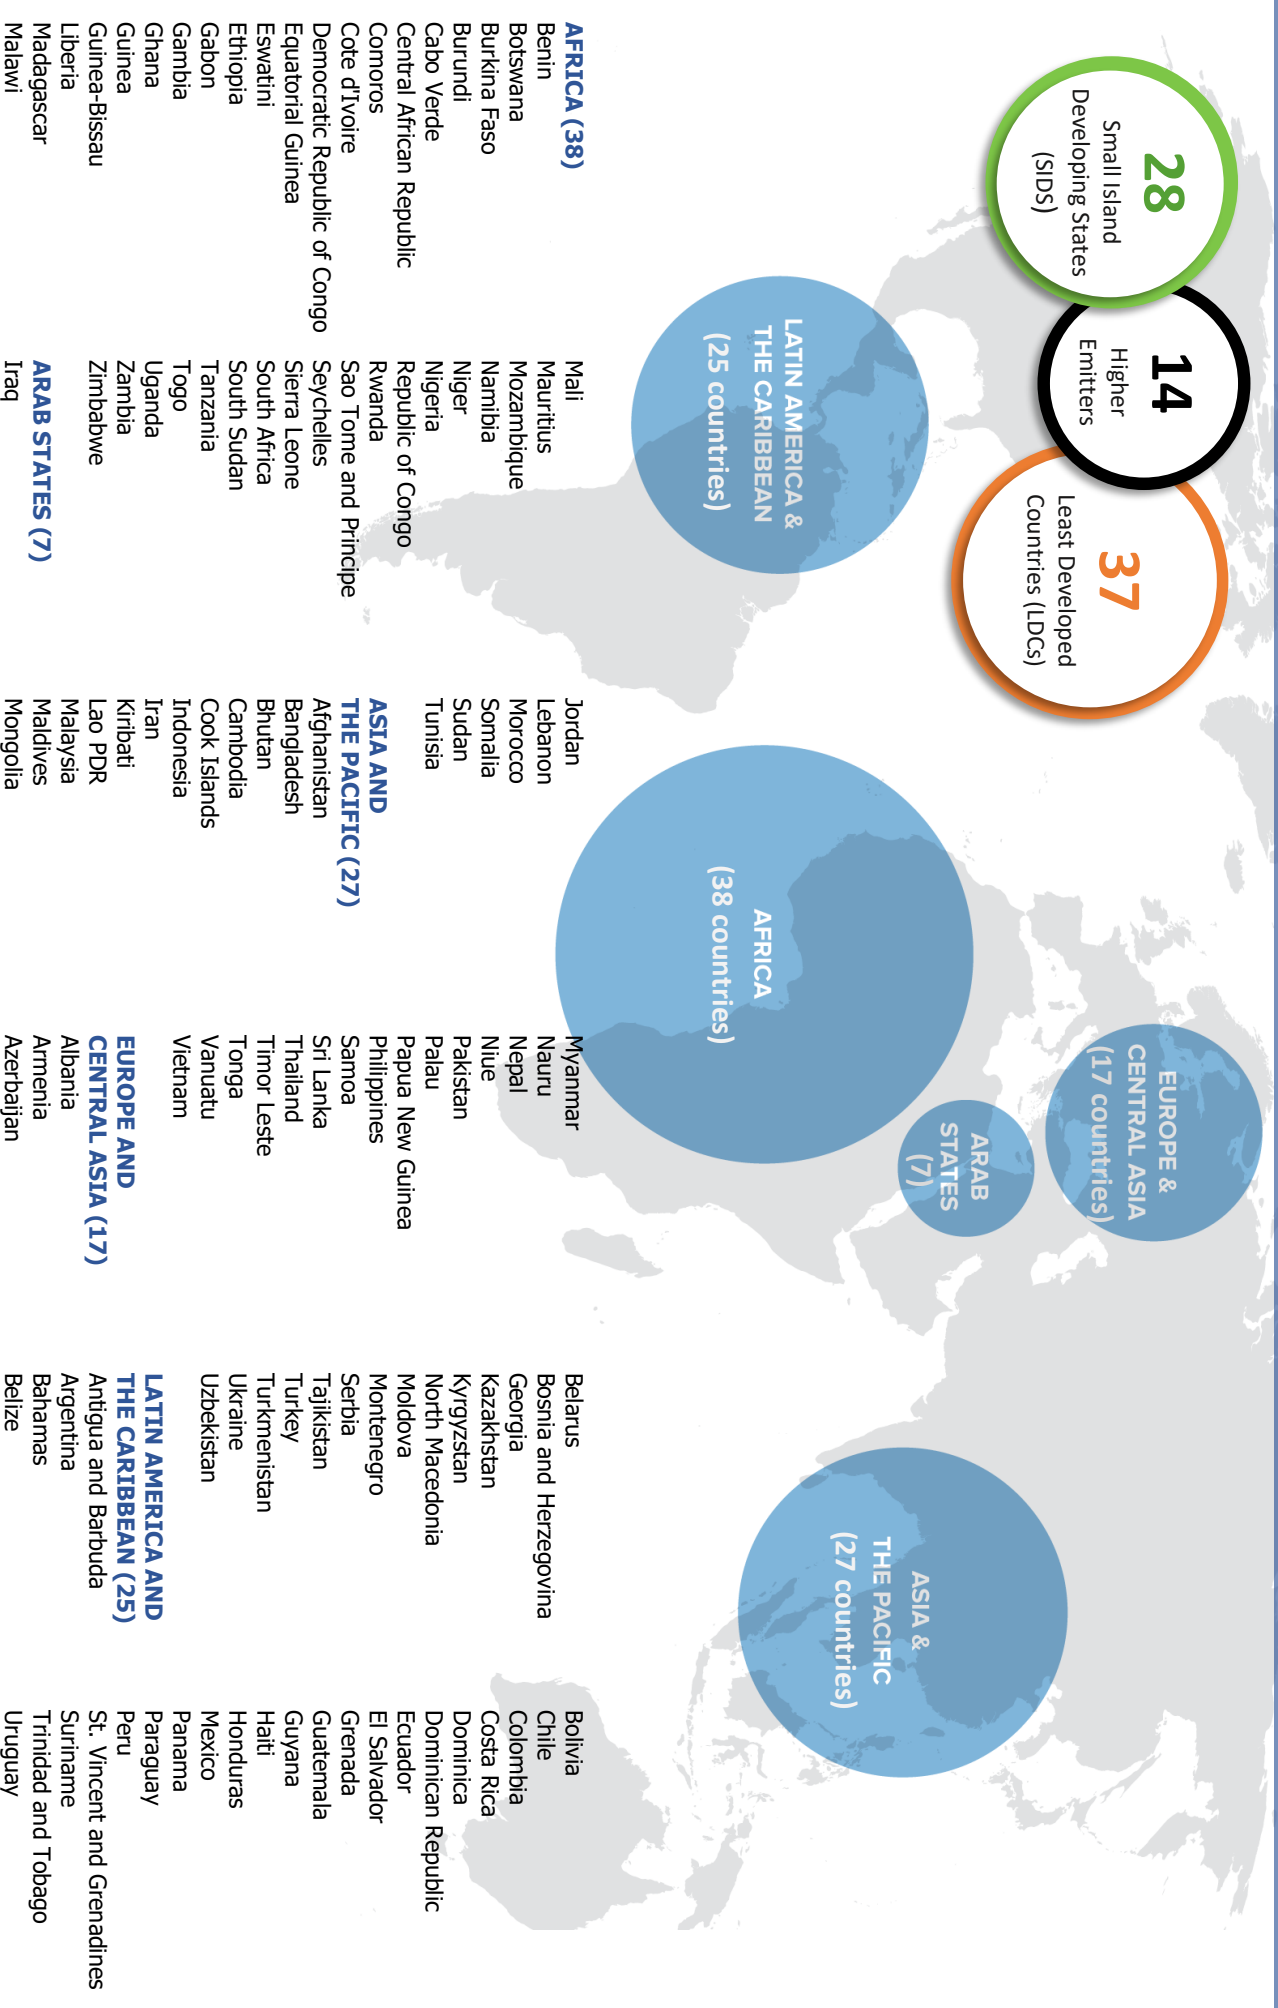 28
Small Island
Developing States
(SIDS)
14
Higher
Emitters
37
Least Developed
Countries (LDCs)
LATIN AMERICA &
THE CARIBBEAN
(25 countries)
AFRICA
(38 countries)
EUROPE &
CENTRAL ASIA
(17 countries)
ARAB
STATES
(7)
ASIA &
THE PACIFIC
(27 countries)
AFRICA (38)
Benin
Botswana
Burkina Faso
Burundi
Cabo Verde
Central African Republic
Comoros
Cote d'Ivoire
Democratic Republic of Congo
Equatorial Guinea
Eswatini
Ethiopia
Gabon
Gambia
Ghana
Guinea
Guinea-Bissau
Liberia
Madagascar
Malawi
Mali
Mauritius
Mozambique
Namibia
Niger
Nigeria
Republic of Congo
Rwanda
Sao Tome and Principe
Seychelles
Sierra Leone
South Africa
South Sudan
Tanzania
Togo
Uganda
Zambia
Zimbabwe
ARAB STATES (7)
Iraq
Jordan
Lebanon
Morocco
Somalia
Sudan
Tunisia
ASIA AND
THE PACIFIC (27)
Afghanistan
Bangladesh
Bhutan
Cambodia
Cook Islands
Indonesia
Iran
Kiribati
Lao PDR
Malaysia
Maldives
Mongolia
Myanmar
Nauru
Nepal
Niue
Pakistan
Palau
Papua New Guinea
Philippines
Samoa
Sri Lanka
Thailand
Timor Leste
Tonga
Vanuatu
Vietnam
EUROPE AND
CENTRAL ASIA (17)
Albania
Armenia
Azerbaijan
Belarus
Bosnia and Herzegovina
Georgia
Kazakhstan
Kyrgyzstan
North Macedonia
Moldova
Montenegro
Serbia
Tajikistan
Turkey
Turkmenistan
Ukraine
Uzbekistan
LATIN AMERICA AND
THE CARIBBEAN (25)
Antigua and Barbuda
Argentina
Bahamas
Belize
Bolivia
Chile
Colombia
Costa Rica
Dominica
Dominican Republic
Ecuador
El Salvador
Grenada
Guatemala
Guyana
Haiti
Honduras
Mexico
Panama
Paraguay
Peru
St. Vincent and Grenadines
Suriname
Trinidad and Tobago
Uruguay